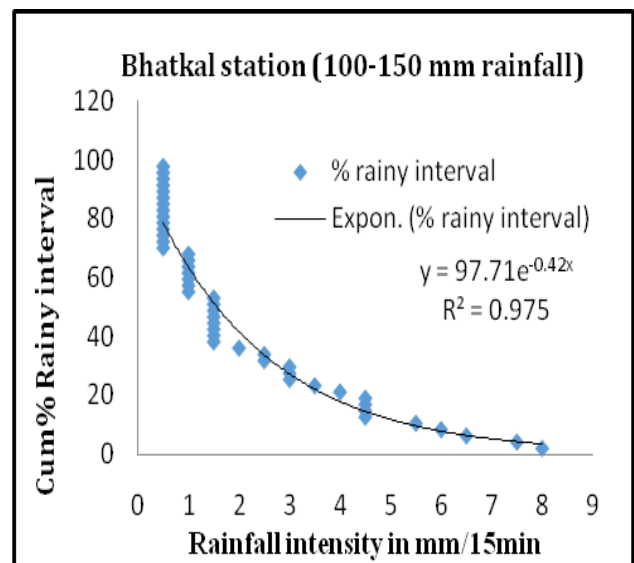 Bhatkal station (100-150 mm rainfall)
120
100
80
60
40
20
0
Cum% Rainy interval
% rainy interval
Expon. (% rainy interval)
y = 97.71e^-0.42x
R² = 0.975
0 1 2 3 4 5 6 7 8 9
Rainfall intensity in mm/15min